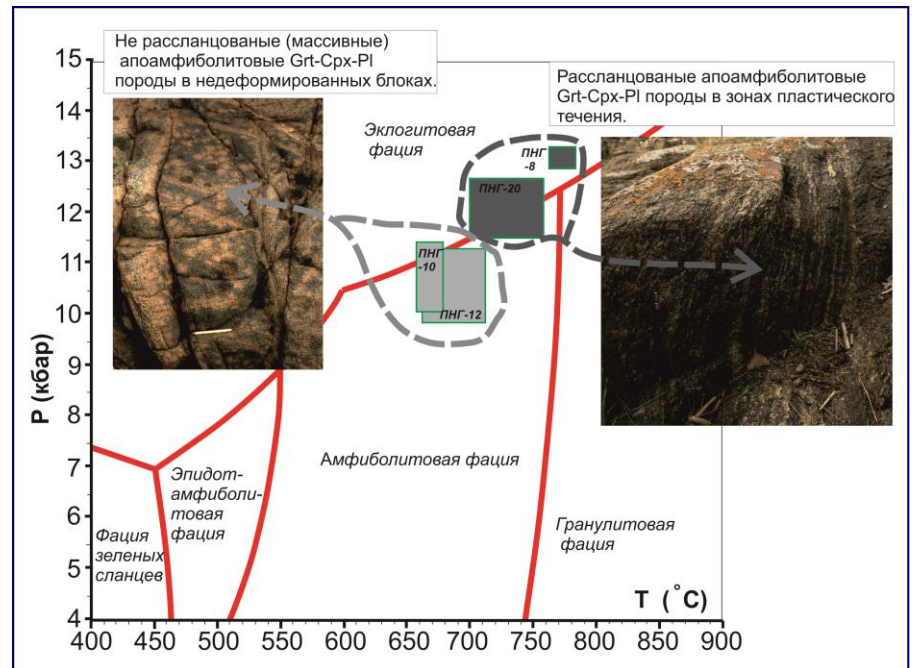 Не рассланцованые (массивные)
апоамфиболитовые Grt-Cpx-Pl
породы в недеформированных блоках.
Рассланцованые апоамфиболитовые
Grt-Cpx-Pl породы в зонах пластического
течения.
Эклогитовая
фация
ПНГ
-8
ПНГ-20
ПНГ
-10
ПНГ-12
Амфиболитовая фация
Эпидот-
амфиболи-
товая
фация
Фация
зеленых
сланцев
Гранулитовая
фация
P (кбар)
15
14
13
12
11
10
9
8
7
6
5
4
T (°C)
400 450 500 550 600 650 700 750 800 850 900